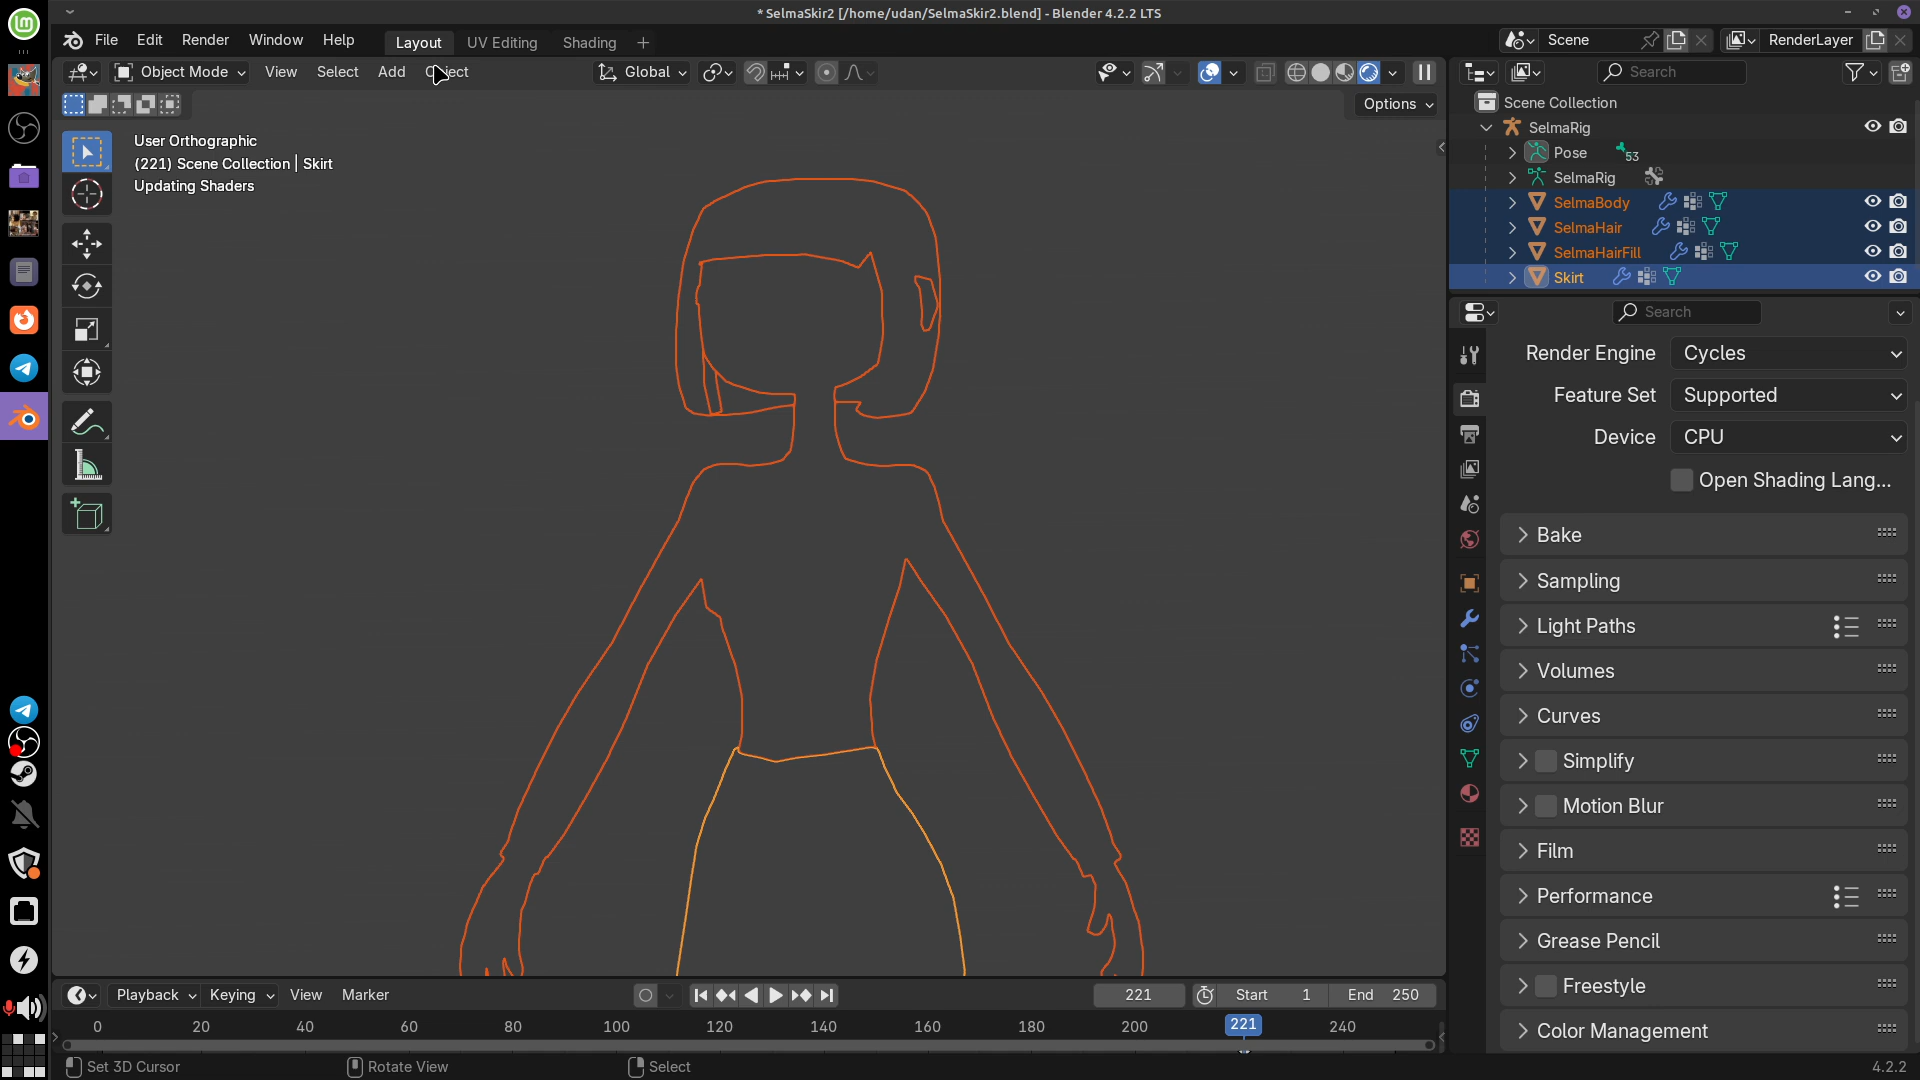 * SelmaSkir2 [/home/udan/SelmaSkir2.blend] - Blender 4.2.2 LTS
File Edit Render Window Help Layout UV Editing Shading + Scene RenderLayer
Object Mode View Select Add Object Global Search
Options
User Orthographic
(221) Scene Collection | Skirt
Updating Shaders
Scene Collection
SelmaRig
Pose 53
SelmaRig
SelmaBody
SelmaHair
SelmaHairFill
Skirt
Search
Render Engine Cycles
Feature Set Supported
Device CPU
Open Shading Lang...
Bake
Sampling
Light Paths
Volumes
Curves
Simplify
Motion Blur
Film
Performance
Grease Pencil
Freestyle
Color Management
Playback Keying View Marker 221 Start 1 End 250
0 20 40 60 80 100 120 140 160 180 200 221 240
Set 3D Cursor Rotate View Select 4.2.2